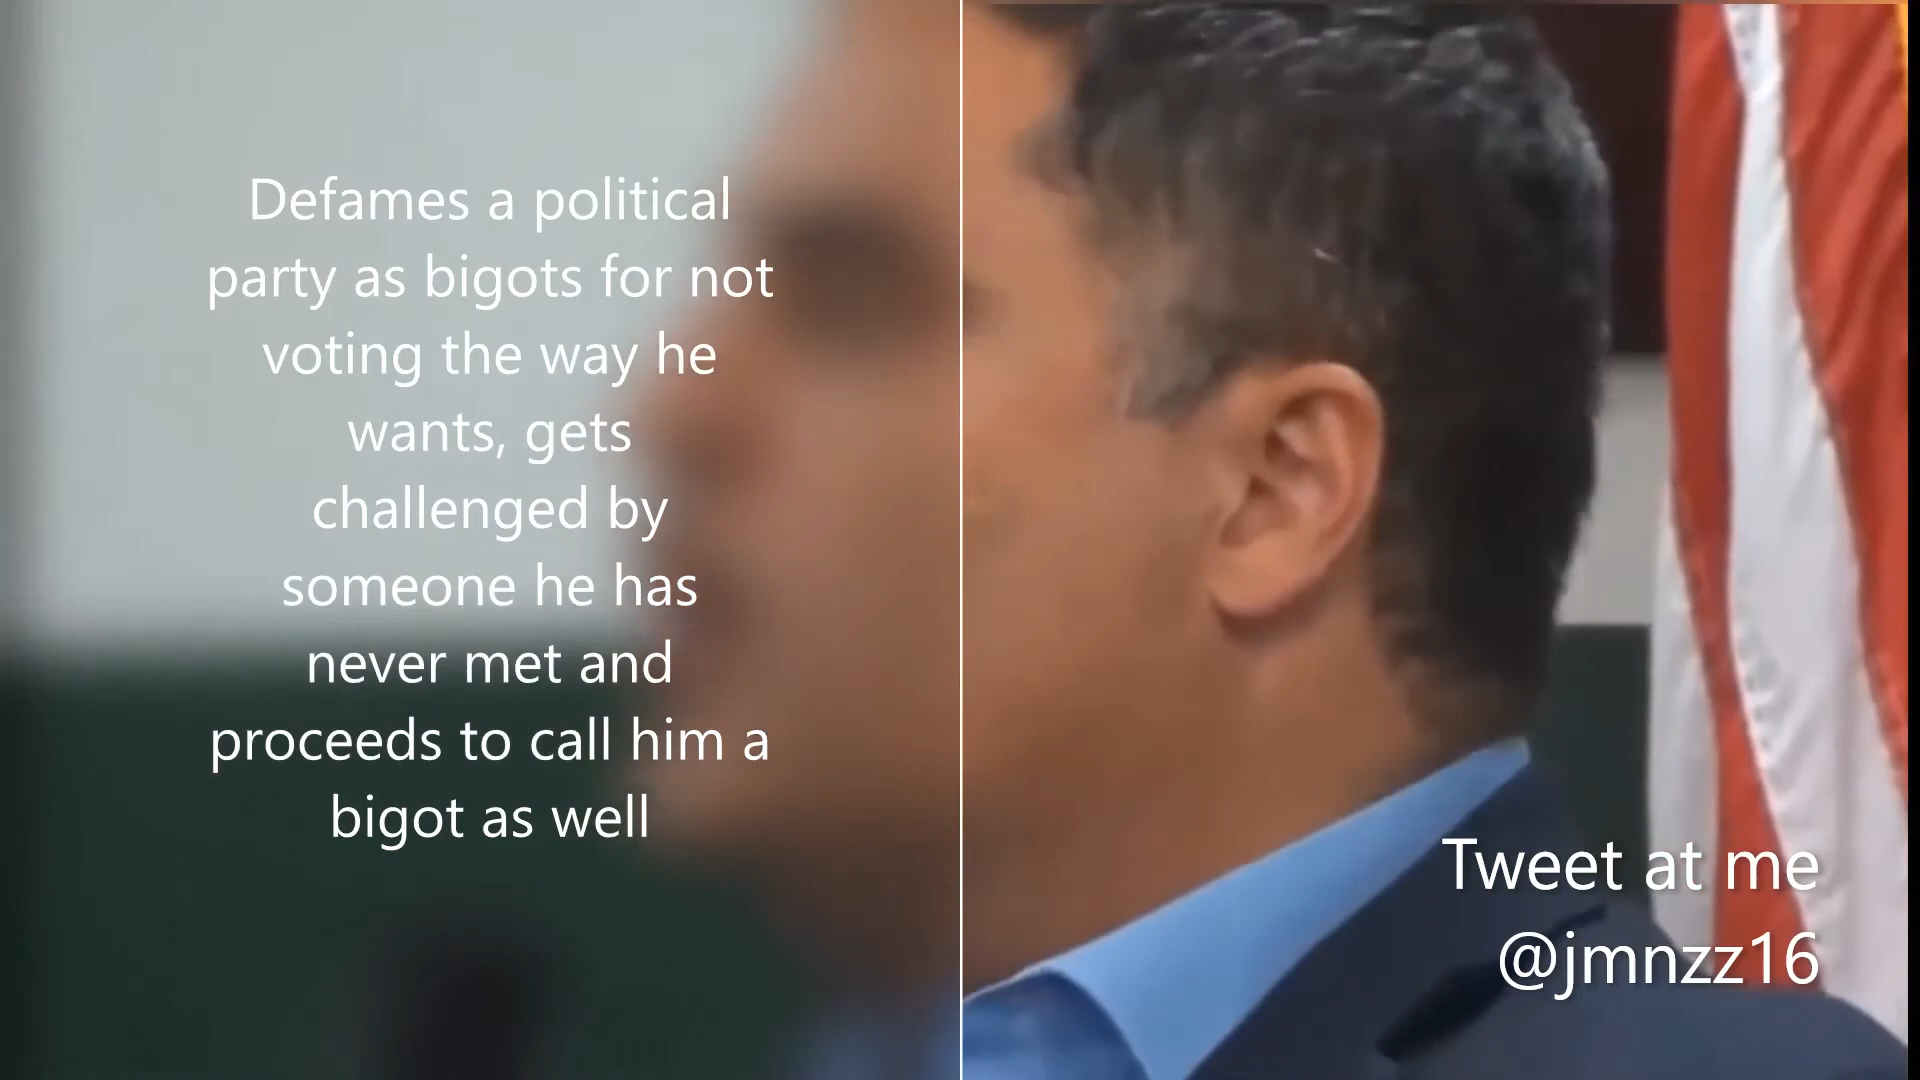 Defames a political
party as bigots for not
voting the way he
wants, gets
challenged by
someone he has
never met and
proceeds to call him a
bigot as well
Tweet at me
@jmnzz16